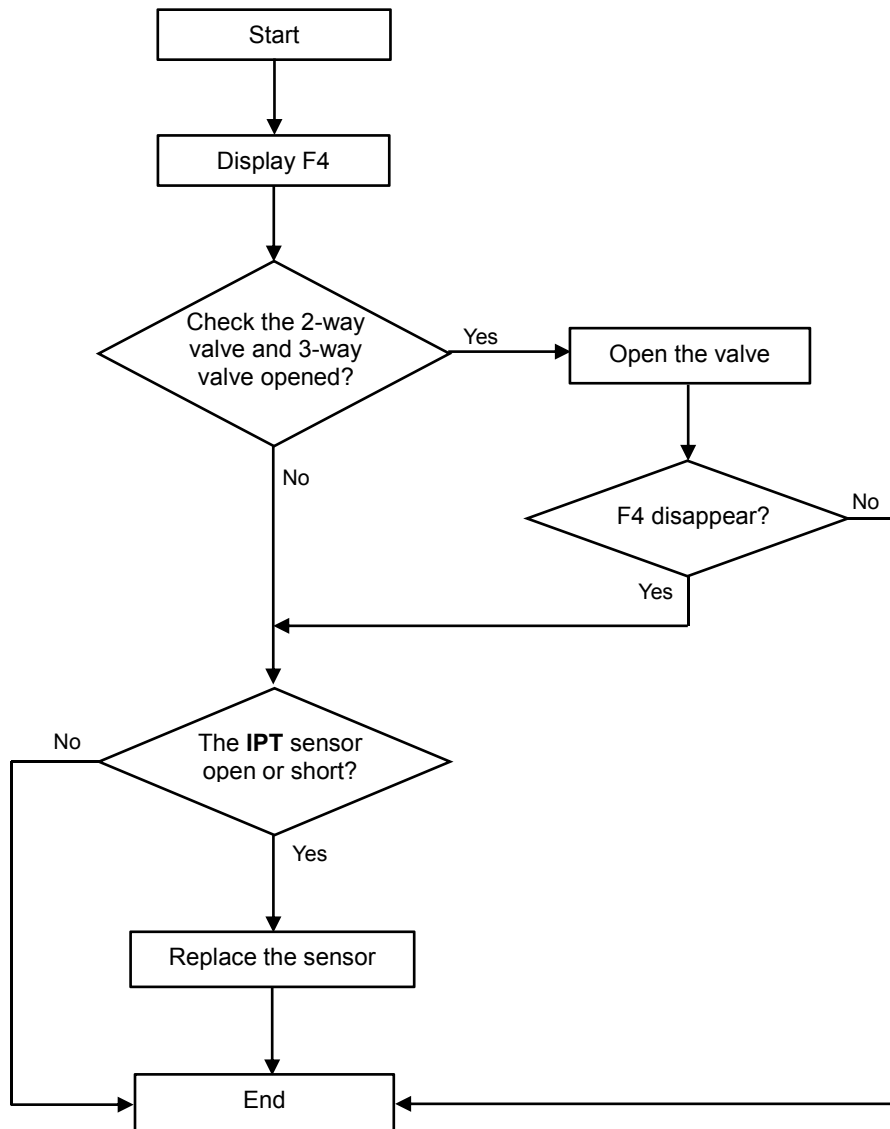 Start
Display F4
Check the 2-way
valve and 3-way
valve opened?
Yes
Open the valve
No
F4 disappear?
No
Yes
No
The IPT sensor
open or short?
Yes
Replace the sensor
End